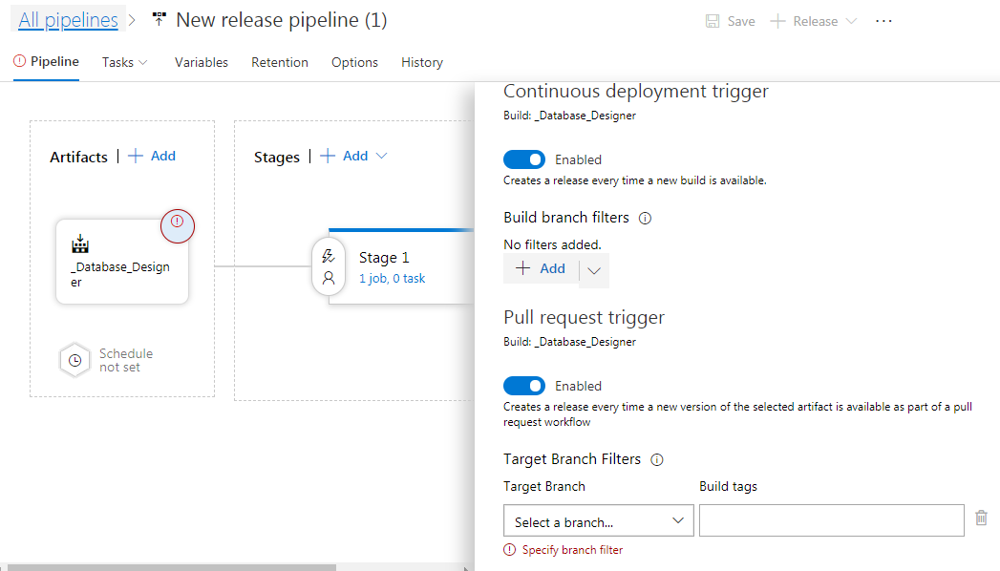 All pipelines > New release pipeline (1)
Save
Release
...
Pipeline
Tasks
Variables
Retention
Options
History
Artifacts | + Add
_Database_Design
er
Schedule
not set
Stages | + Add
Stage 1
1 job, 0 task
Continuous deployment trigger
Build: _Database_Designer
Enabled
Creates a release every time a new build is available.
Build branch filters
No filters added.
+ Add
Pull request trigger
Build: _Database_Designer
Enabled
Creates a release every time a new version of the selected artifact is available as part of a pull
request workflow
Target Branch Filters
Target Branch
Build tags
Select a branch...
Specify branch filter